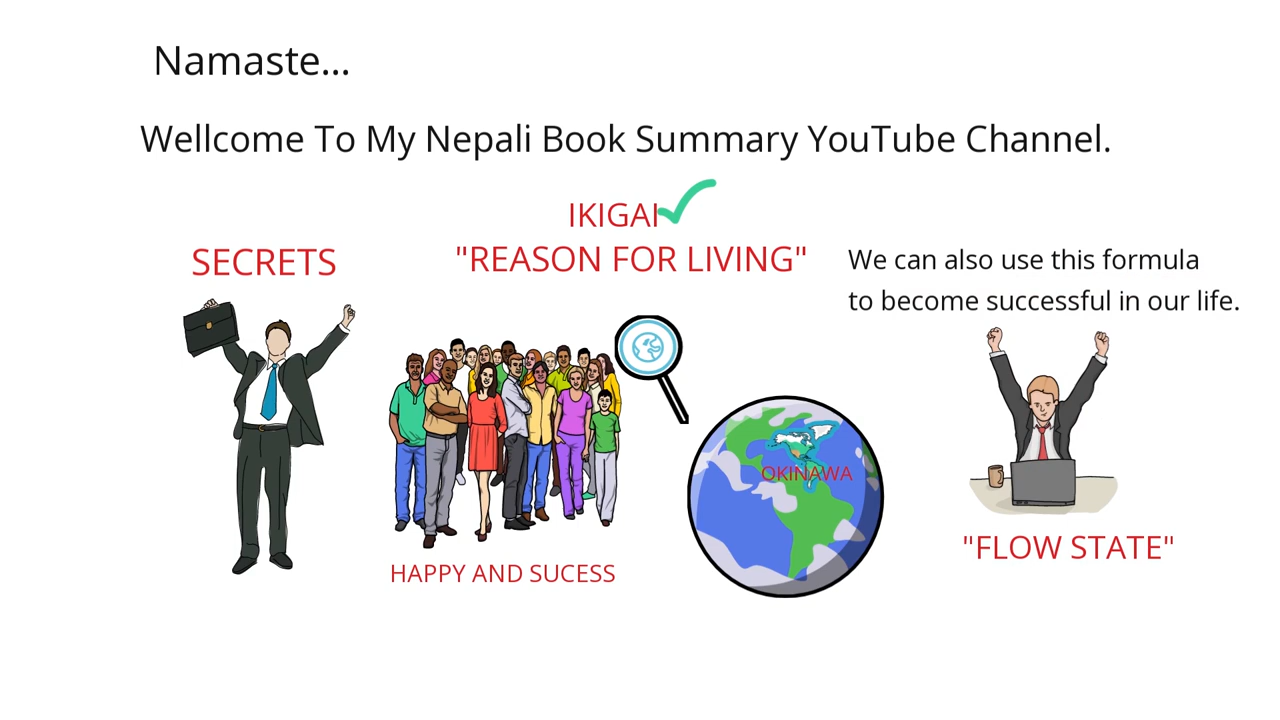 Namaste...
Wellcome To My Nepali Book Summary YouTube Channel.
IKIGAI
"REASON FOR LIVING"
SECRETS
We can also use this formula
to become successful in our life.
OKINAWA
"FLOW STATE"
HAPPY AND SUCESS